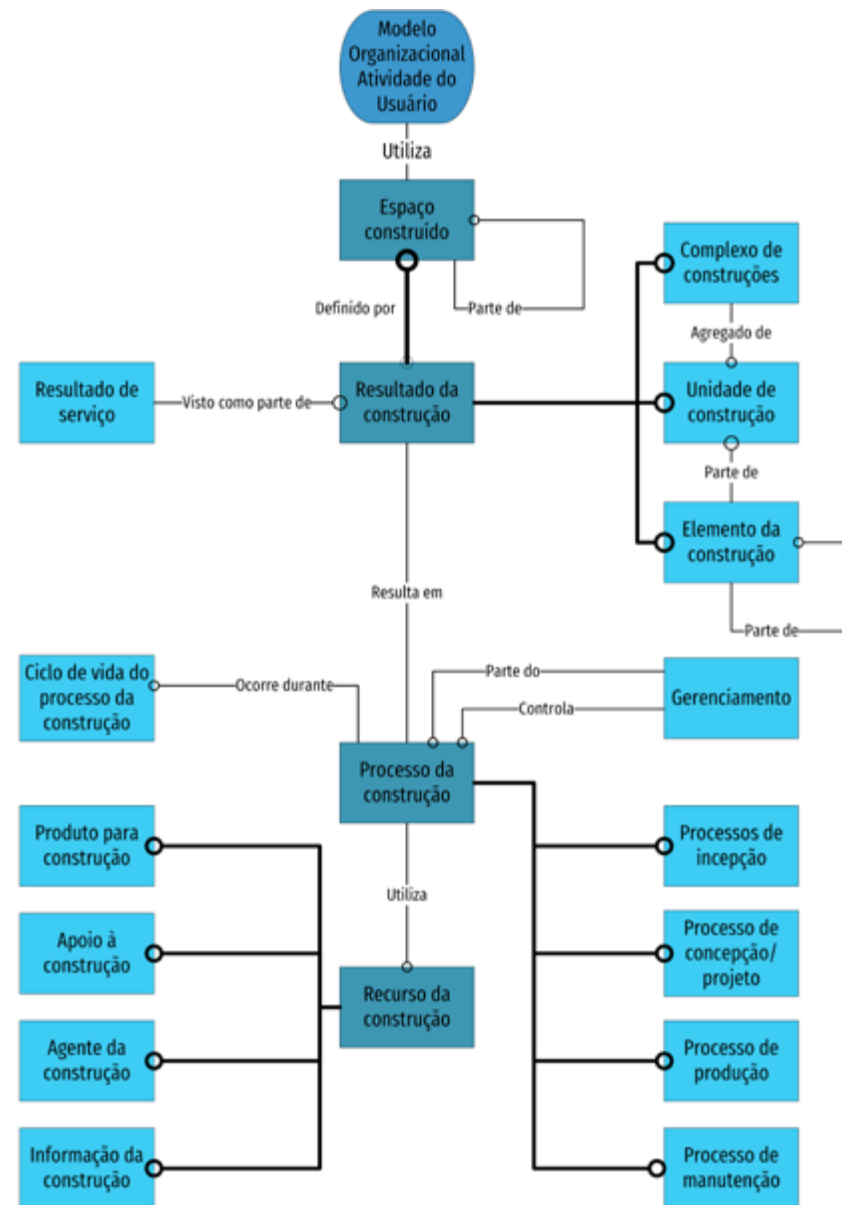 Modelo
Organizacional
Atividade do
Usuário
Utiliza
Espaço
construído
Complexo de
construções
Definido por
Parte de
Agregado de
Resultado de
serviço
Visto como parte de
Resultado da
construção
Unidade de
construção
Parte de
Elemento da
construção
Resulta em
Parte de
Ciclo de vida do
processo da
construção
Ocorre durante
Parte do
Controla
Gerenciamento
Processo da
construção
Produto para
construção
Processos de
incepção
Utiliza
Apoio à
construção
Processo de
concepção/
projeto
Recurso da
construção
Agente da
construção
Processo de
produção
Informação da
construção
Processo de
manutenção